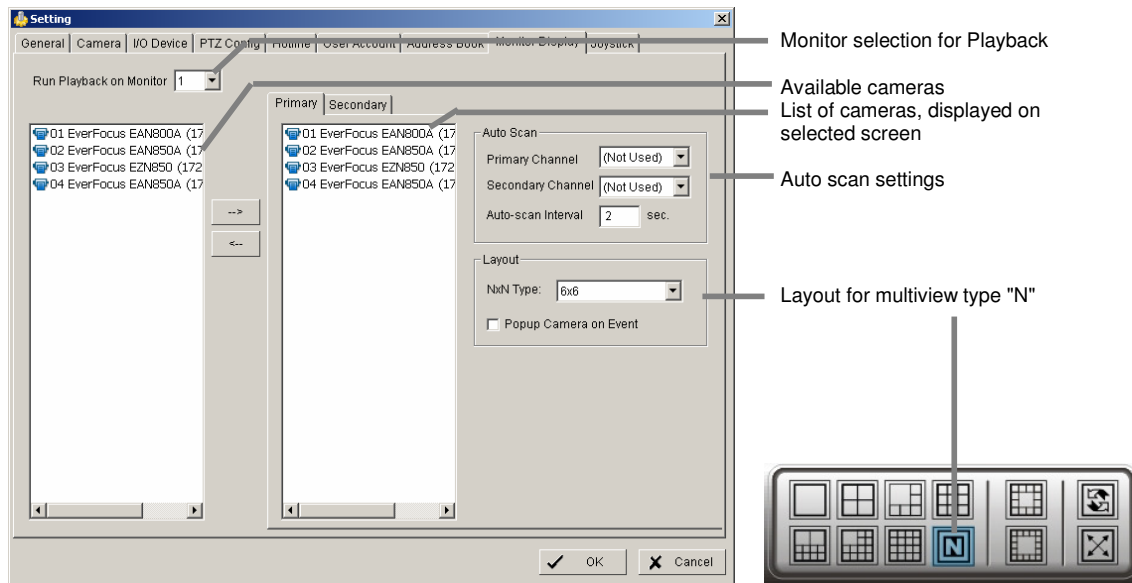 Setting
General Camera I/O Device PTZ Config Hotline User Account Address Book Monitor Display Joystick
Run Playback on Monitor 1
Primary Secondary
01 EverFocus EAN800A (17
02 EverFocus EAN850A (17
03 EverFocus EZN850 (172
04 EverFocus EAN850A (17
-->
<--
01 EverFocus EAN800A (17
02 EverFocus EAN850A (17
03 EverFocus EZN850 (172
04 EverFocus EAN850A (17
Auto Scan
Primary Channel (Not Used)
Secondary Channel (Not Used)
Auto-scan Interval 2 sec.
Layout
NxN Type: 6x6
Popup Camera on Event
OK Cancel
Monitor selection for Playback
Available cameras
List of cameras, displayed on
selected screen
Auto scan settings
Layout for multiview type "N"
N